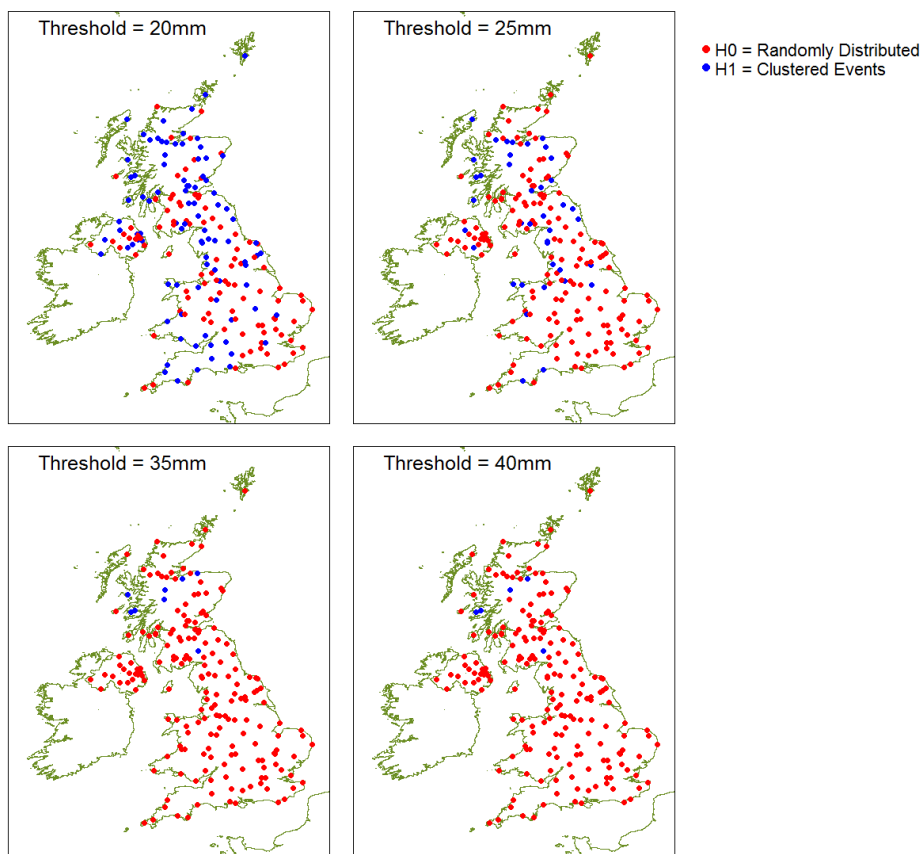 Threshold = 20mm
Threshold = 25mm
H0 = Randomly Distributed
H1 = Clustered Events
Threshold = 35mm
Threshold = 40mm